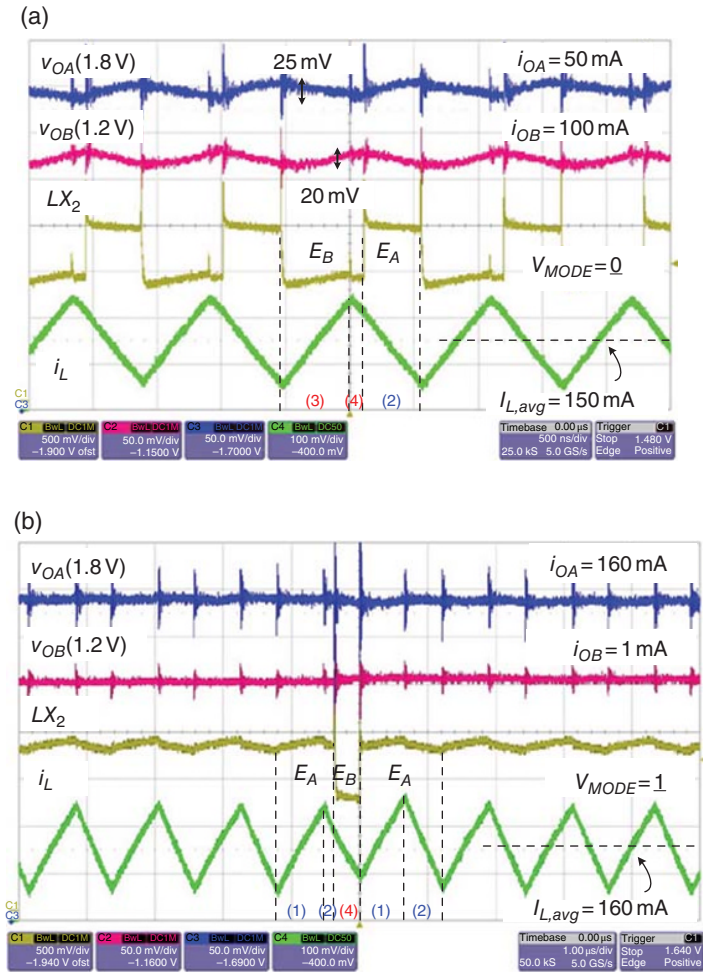 (a)
vOA(1.8 V)
25 mV
iOA = 50 mA
vOB(1.2 V)
iOB = 100 mA
20 mV
LX2
EB
EA
VMODE = 0
iL
IL,avg = 150 mA
(3)
(4)
(2)
C1
C3
C1 BwL DC1M
500 mV/div
−1.900 V ofst
C2 BwL DC1M
50.0 mV/div
−1.1500 V
C3 BwL DC1M
50.0 mV/div
−1.7000 V
C4 BwL DC50
100 mV/div
−400.0 mV
Timebase 0.00 µs
500 ns/div
25.0 kS 5.0 GS/s
Trigger C1
Stop 1.480 V
Edge Positive
(b)
vOA(1.8 V)
iOA = 160 mA
vOB(1.2 V)
iOB = 1 mA
LX2
EA
EB
EA
iL
VMODE = 1
IL,avg = 160 mA
(1)
(2)
(4)
(1)
(2)
C1
C3
C1 BwL DC1M
500 mV/div
−1.940 V ofst
C2 BwL DC1M
50.0 mV/div
−1.1600 V
C3 BwL DC1M
50.0 mV/div
−1.6900 V
C4 BwL DC50
100 mV/div
−400.0 mV
Timebase 0.00 µs
1.00 µs/div
50.0 kS 5.0 GS/s
Trigger C1
Stop 1.640 V
Edge Positive